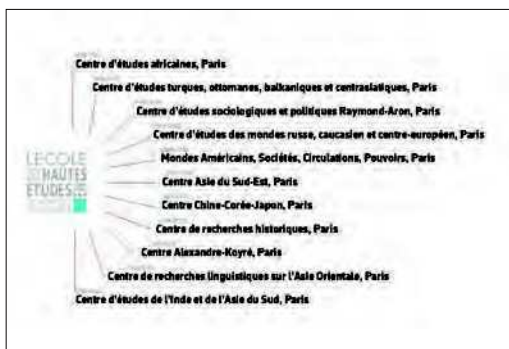 Centre d'études africaines, Paris
Centre d'études turques, ottomanes, balkaniques et centrasiatiques, Paris
Centre d'études sociologiques et politiques Raymond-Aron, Paris
Centre d'études des mondes russe, caucasien et centre-européen, Paris
Mondes Américains, Sociétés, Circulations, Pouvoirs, Paris
Centre Asie du Sud-Est, Paris
Centre Chine-Corée-Japon, Paris
Centre de recherches historiques, Paris
Centre Alexandre-Koyré, Paris
Centre de recherches linguistiques sur l'Asie Orientale, Paris
Centre d'études de l'Inde et de l'Asie du Sud, Paris
L'ECOLE
HAUTES
ETUDES